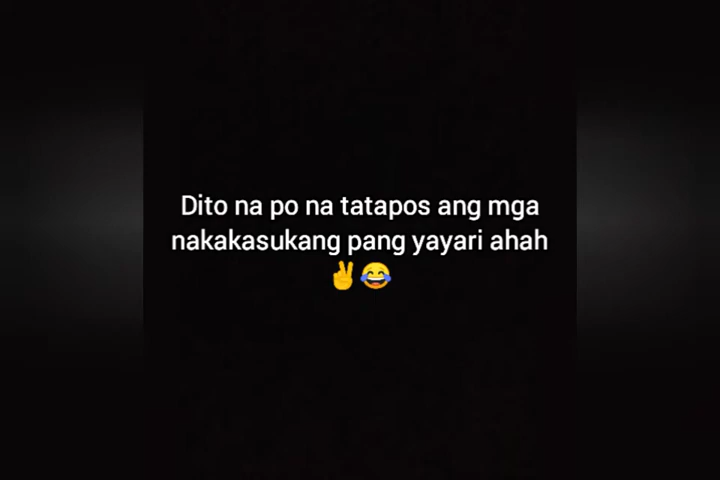 Dito na po na tatapos ang mga
nakakasukang pang yayari ahah
✌😂